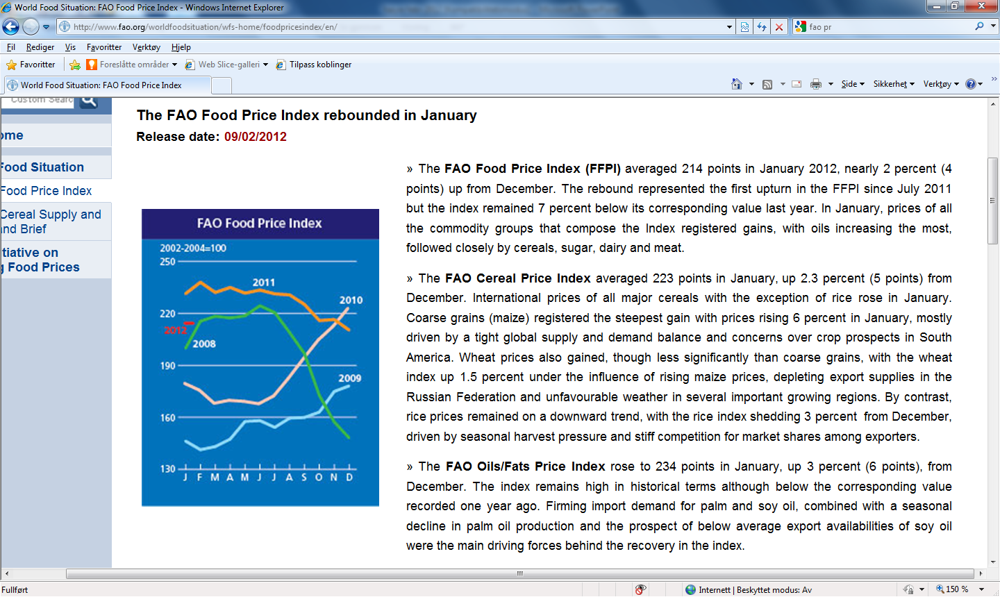 World Food Situation: FAO Food Price Index - Windows Internet Explorer
http://www.fao.org/worldfoodsituation/wfs-home/foodpricesindex/en/
fao pr
Fil Rediger Vis Favoritter Verktøy Hjelp
Favoritter Foreslåtte områder Web Slice-galleri Tilpass koblinger
World Food Situation: FAO Food Price Index
Side Sikkerhet Verktøy
Custom Searc
ome
Food Situation
Food Price Index
Cereal Supply and
nd Brief
tiative on
g Food Prices
The FAO Food Price Index rebounded in January
Release date: 09/02/2012
FAO Food Price Index
2002-2004=100
250
2011
2010
220
2012
2008
190
2009
160
130
J F M A M J J A S O N D
» The FAO Food Price Index (FFPI) averaged 214 points in January 2012, nearly 2 percent (4
points) up from December. The rebound represented the first upturn in the FFPI since July 2011
but the index remained 7 percent below its corresponding value last year. In January, prices of all
the commodity groups that compose the Index registered gains, with oils increasing the most,
followed closely by cereals, sugar, dairy and meat.
» The FAO Cereal Price Index averaged 223 points in January, up 2.3 percent (5 points) from
December. International prices of all major cereals with the exception of rice rose in January.
Coarse grains (maize) registered the steepest gain with prices rising 6 percent in January, mostly
driven by a tight global supply and demand balance and concerns over crop prospects in South
America. Wheat prices also gained, though less significantly than coarse grains, with the wheat
index up 1.5 percent under the influence of rising maize prices, depleting export supplies in the
Russian Federation and unfavourable weather in several important growing regions. By contrast,
rice prices remained on a downward trend, with the rice index shedding 3 percent from December,
driven by seasonal harvest pressure and stiff competition for market shares among exporters.
» The FAO Oils/Fats Price Index rose to 234 points in January, up 3 percent (6 points), from
December. The index remains high in historical terms although below the corresponding value
recorded one year ago. Firming import demand for palm and soy oil, combined with a seasonal
decline in palm oil production and the prospect of below average export availabilities of soy oil
were the main driving forces behind the recovery in the index.
Fullført
Internett | Beskyttet modus: Av
150 %